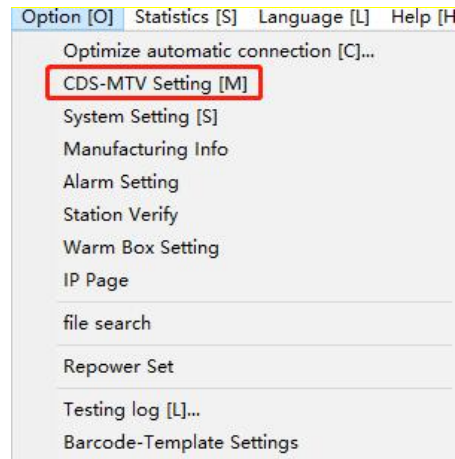 Option [O] Statistics [S] Language [L] Help [H
Optimize automatic connection [C]...
CDS-MTV Setting [M]
System Setting [S]
Manufacturing Info
Alarm Setting
Station Verify
Warm Box Setting
IP Page
file search
Repower Set
Testing log [L]...
Barcode-Template Settings